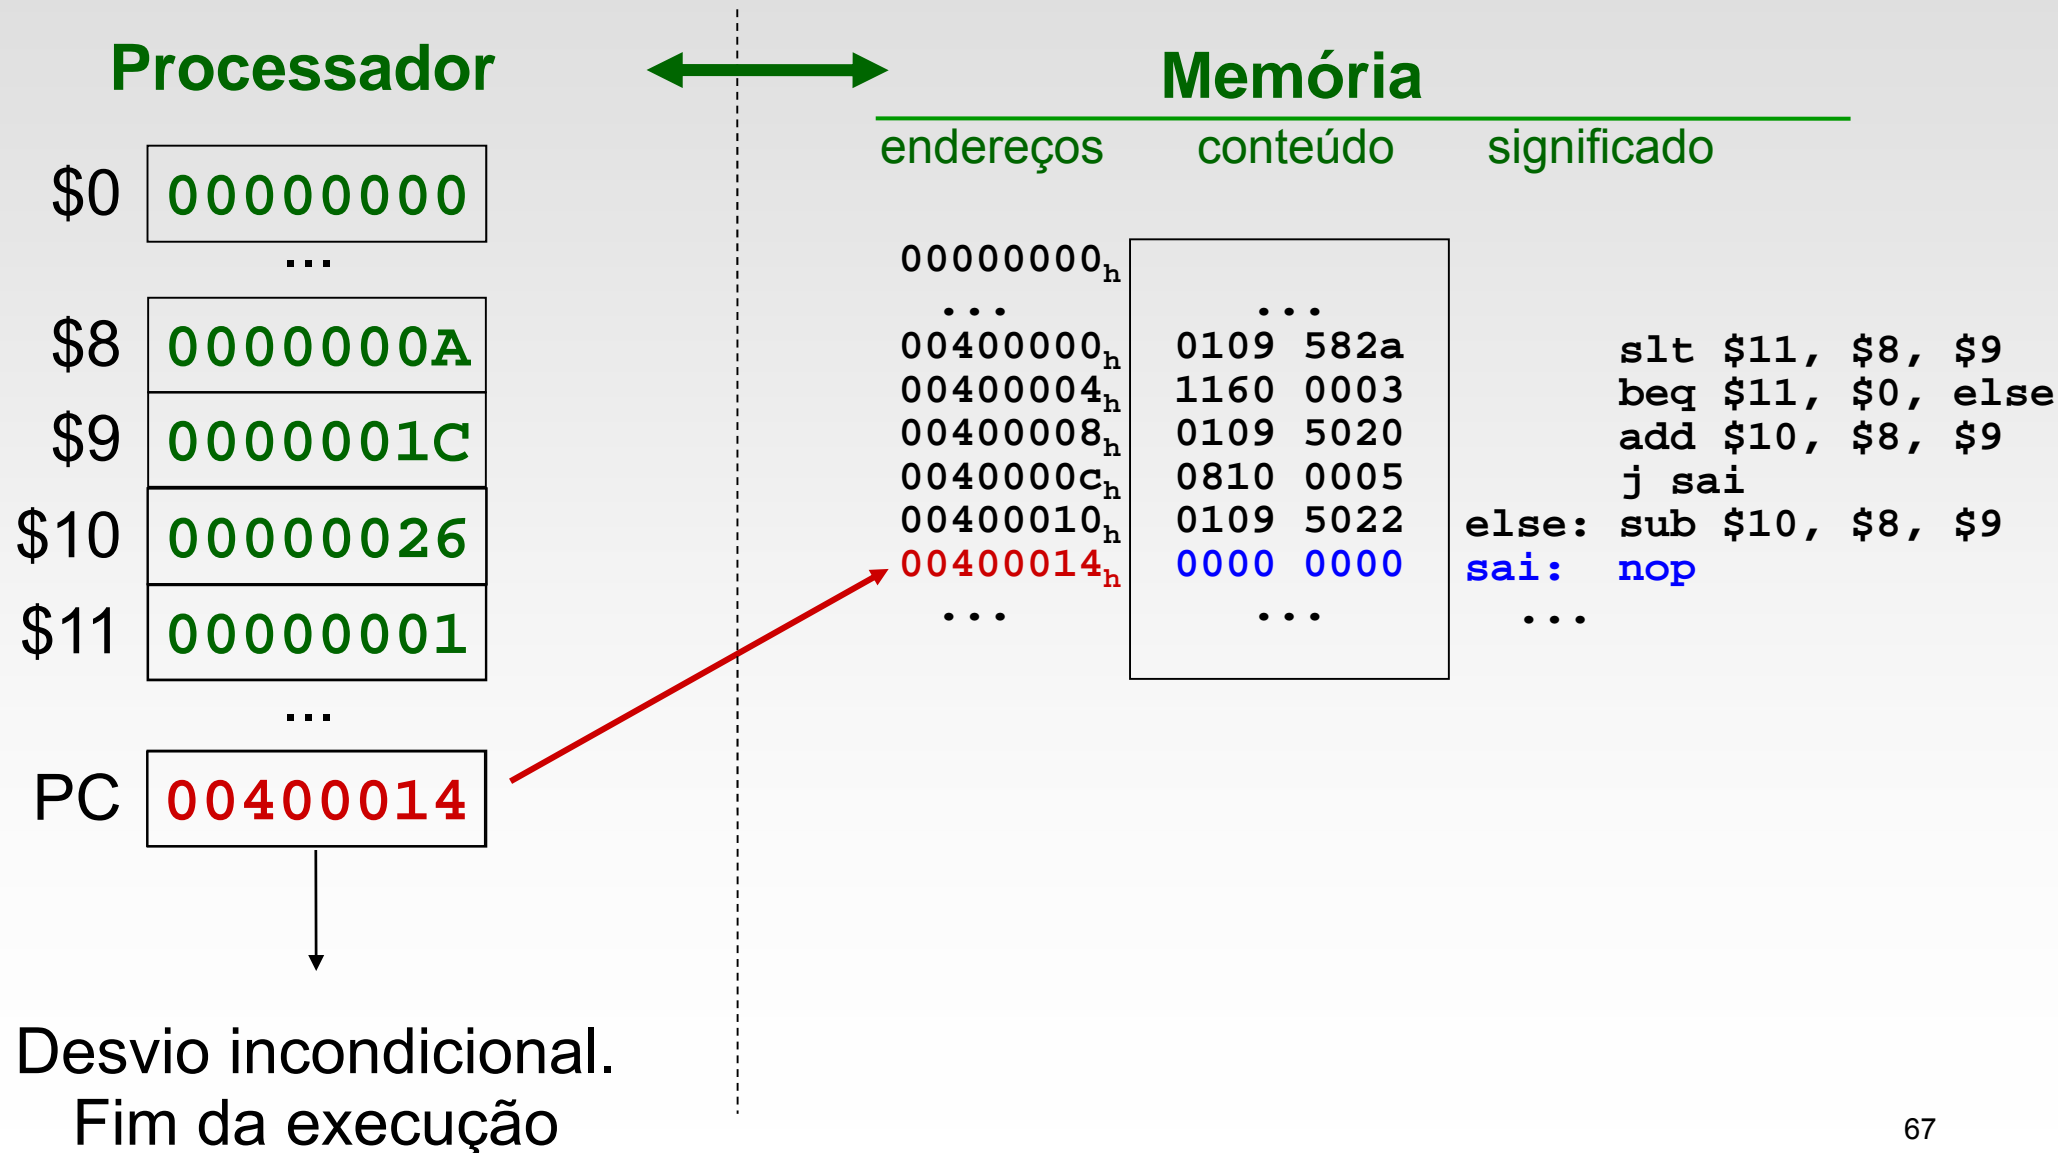 Processador
Memória
endereços conteúdo significado
$0 00000000
...
$8 0000000A
$9 0000001C
$10 00000026
$11 00000001
...
PC 00400014
Desvio incondicional.
Fim da execução
00000000h
... ...
00400000h 0109 582a slt $11, $8, $9
00400004h 1160 0003 beq $11, $0, else
00400008h 0109 5020 add $10, $8, $9
0040000ch 0810 0005 j sai
00400010h 0109 5022 else: sub $10, $8, $9
00400014h 0000 0000 sai: nop
... ... ...
67